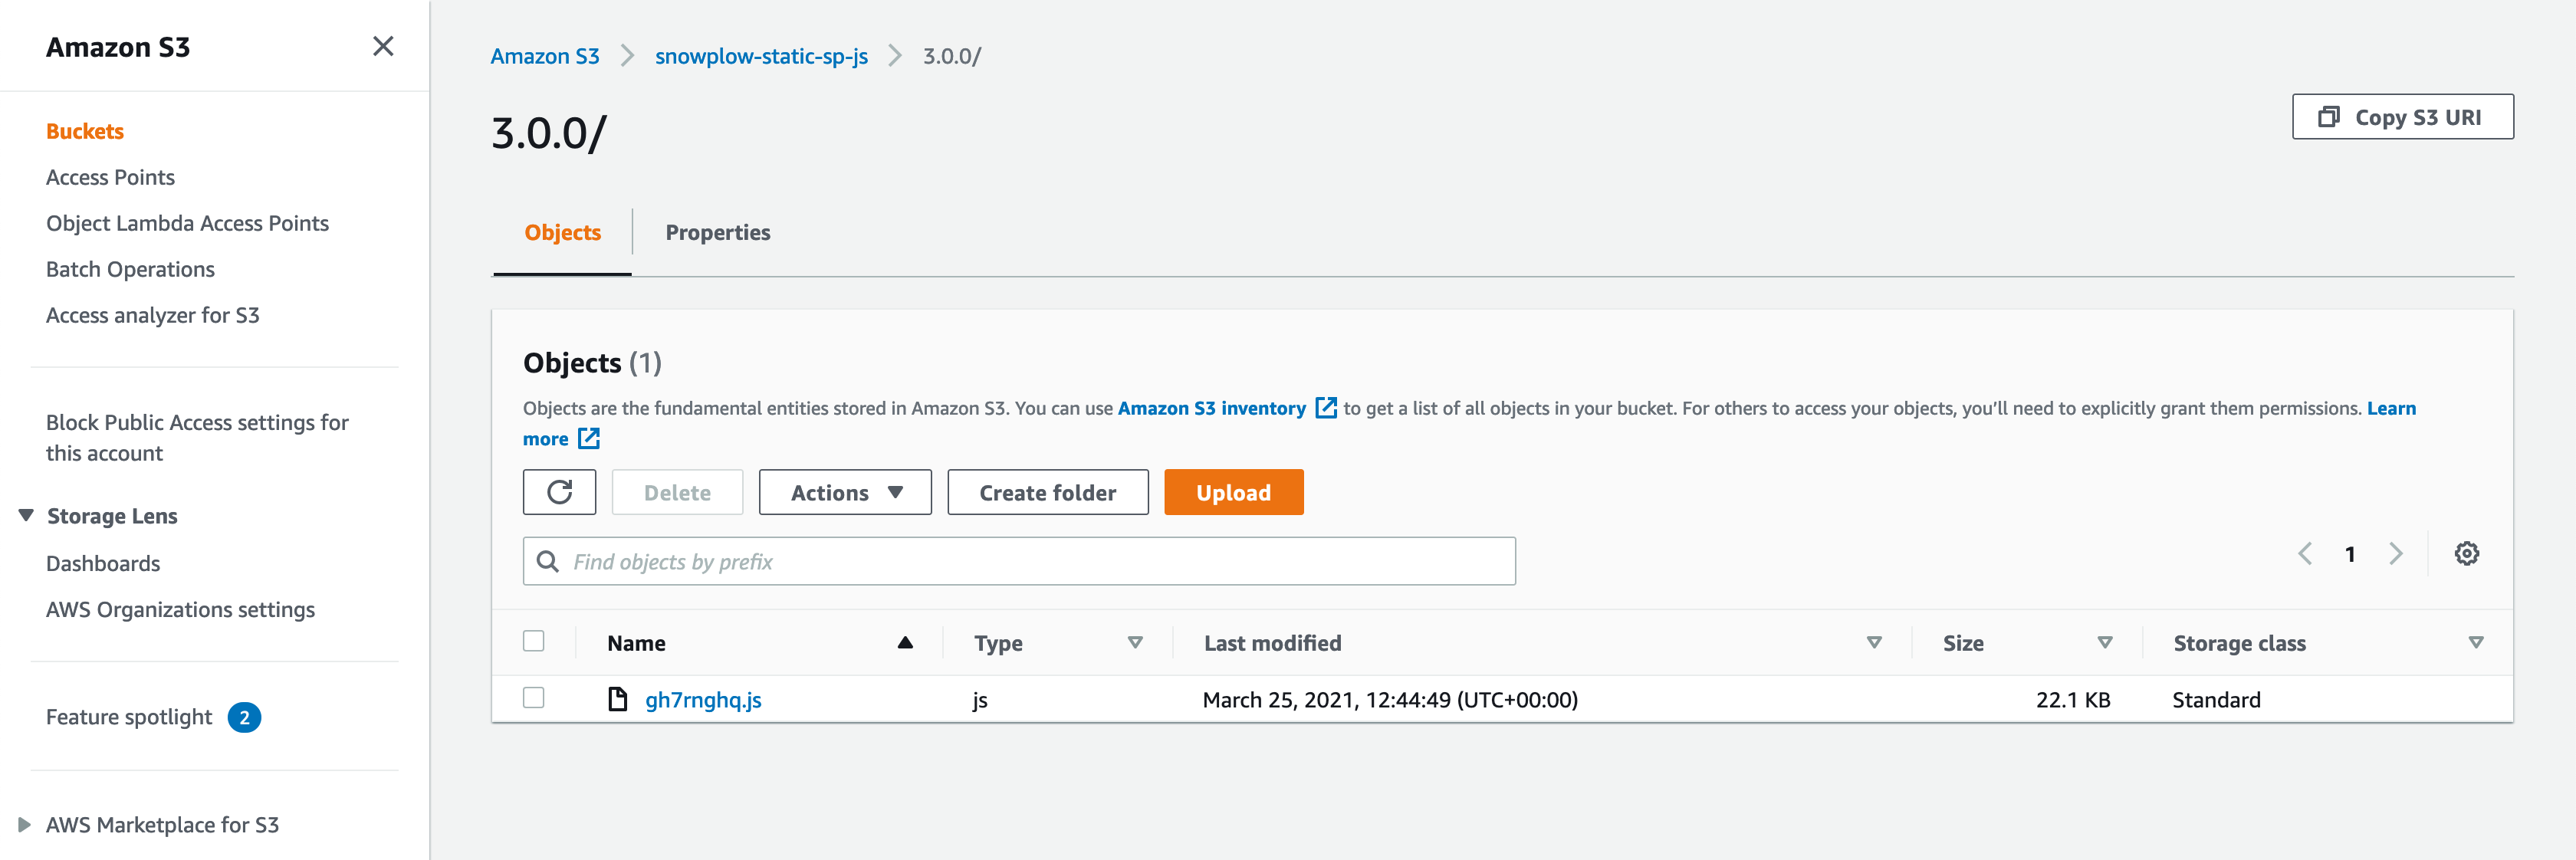 Amazon S3
Buckets
Access Points
Object Lambda Access Points
Batch Operations
Access analyzer for S3
Block Public Access settings for
this account
Storage Lens
Dashboards
AWS Organizations settings
Feature spotlight 2
AWS Marketplace for S3
Amazon S3 snowplow-static-sp-js 3.0.0/
3.0.0/
Copy S3 URI
Objects Properties
Objects (1)
Objects are the fundamental entities stored in Amazon S3. You can use Amazon S3 inventory to get a list of all objects in your bucket. For others to access your objects, you’ll need to explicitly grant them permissions. Learn
more
Delete Actions Create folder Upload
Find objects by prefix
1
Name Type Last modified Size Storage class
gh7rnghq.js js March 25, 2021, 12:44:49 (UTC+00:00) 22.1 KB Standard